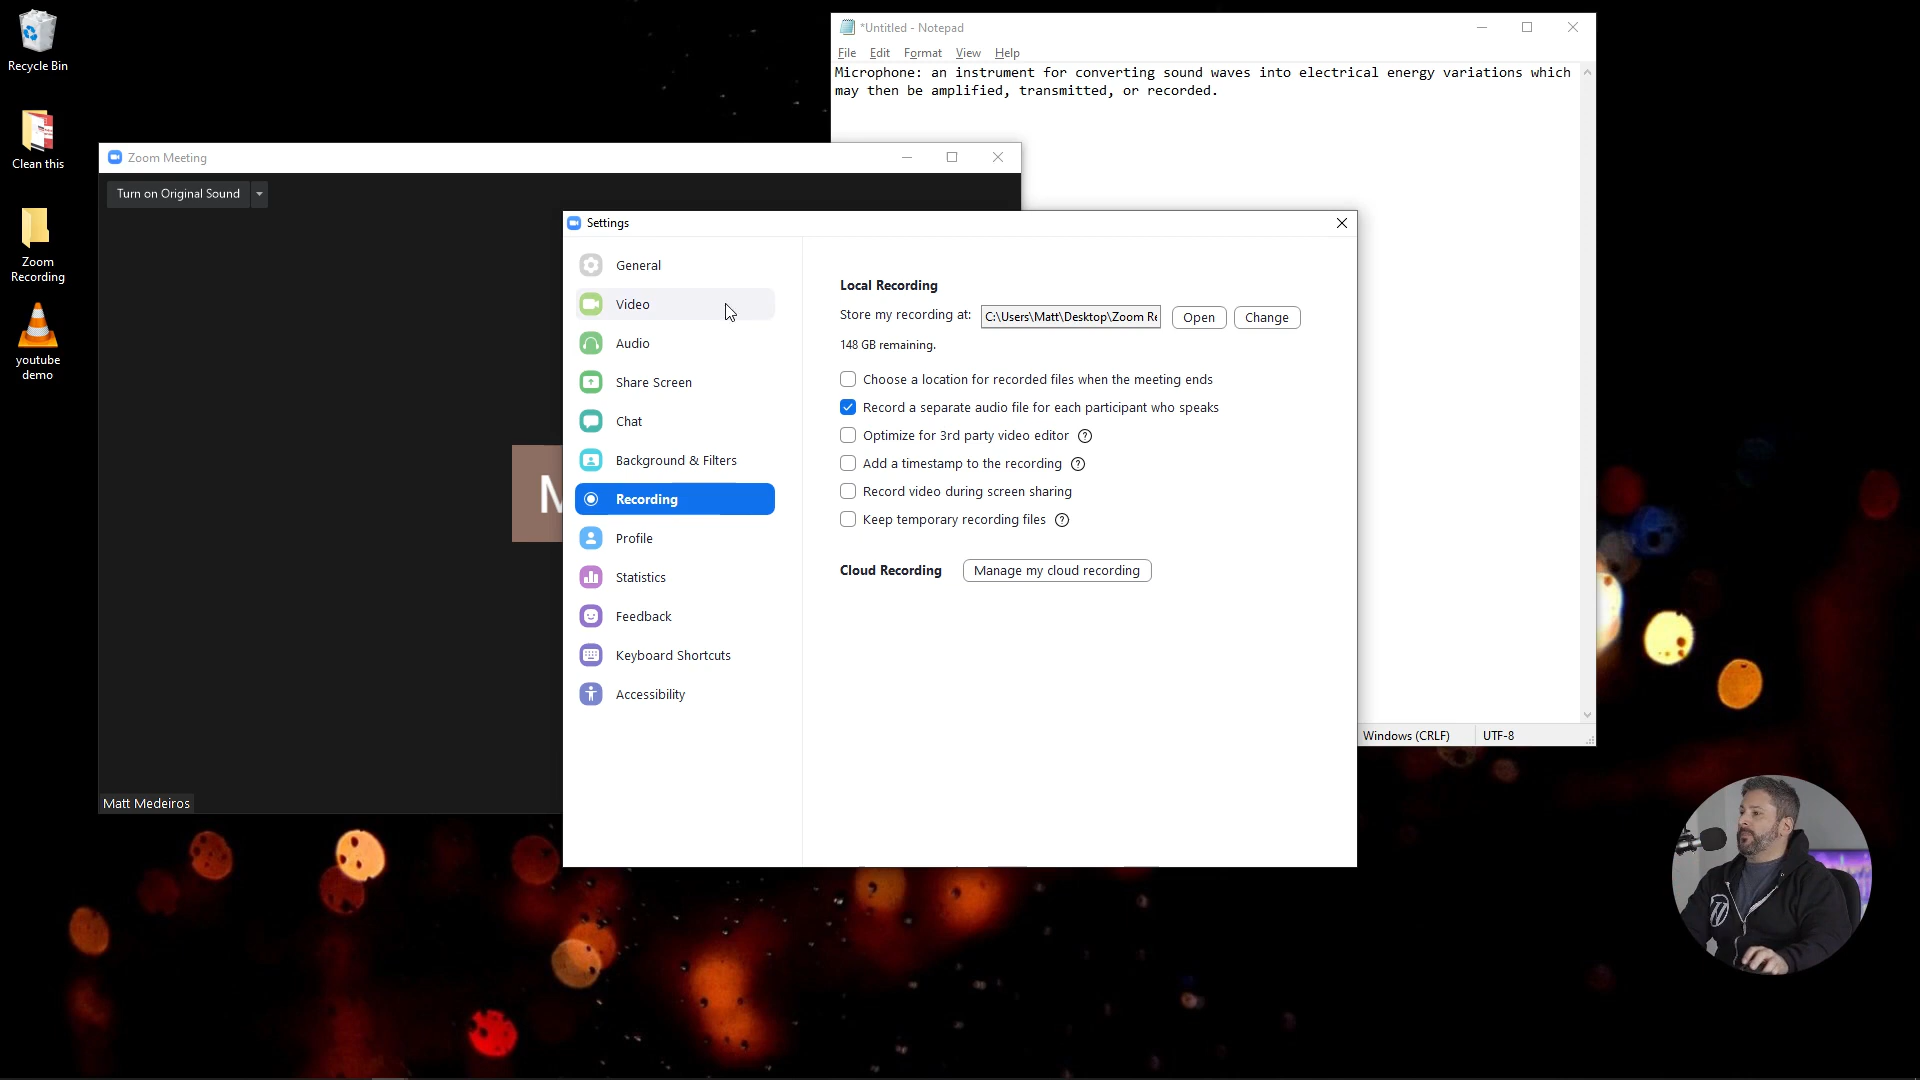 Recycle Bin
Clean this
Zoom
Recording
youtube
demo
*Untitled - Notepad
File Edit Format View Help
Microphone: an instrument for converting sound waves into electrical energy variations which
may then be amplified, transmitted, or recorded.
Windows (CRLF) UTF-8
Zoom Meeting
Turn on Original Sound
Matt Medeiros
Settings
General
Video
Audio
Share Screen
Chat
Background & Filters
Recording
Profile
Statistics
Feedback
Keyboard Shortcuts
Accessibility
Local Recording
Store my recording at: C:\Users\Matt\Desktop\Zoom Re Open Change
148 GB remaining.
Choose a location for recorded files when the meeting ends
Record a separate audio file for each participant who speaks
Optimize for 3rd party video editor
Add a timestamp to the recording
Record video during screen sharing
Keep temporary recording files
Cloud Recording Manage my cloud recording